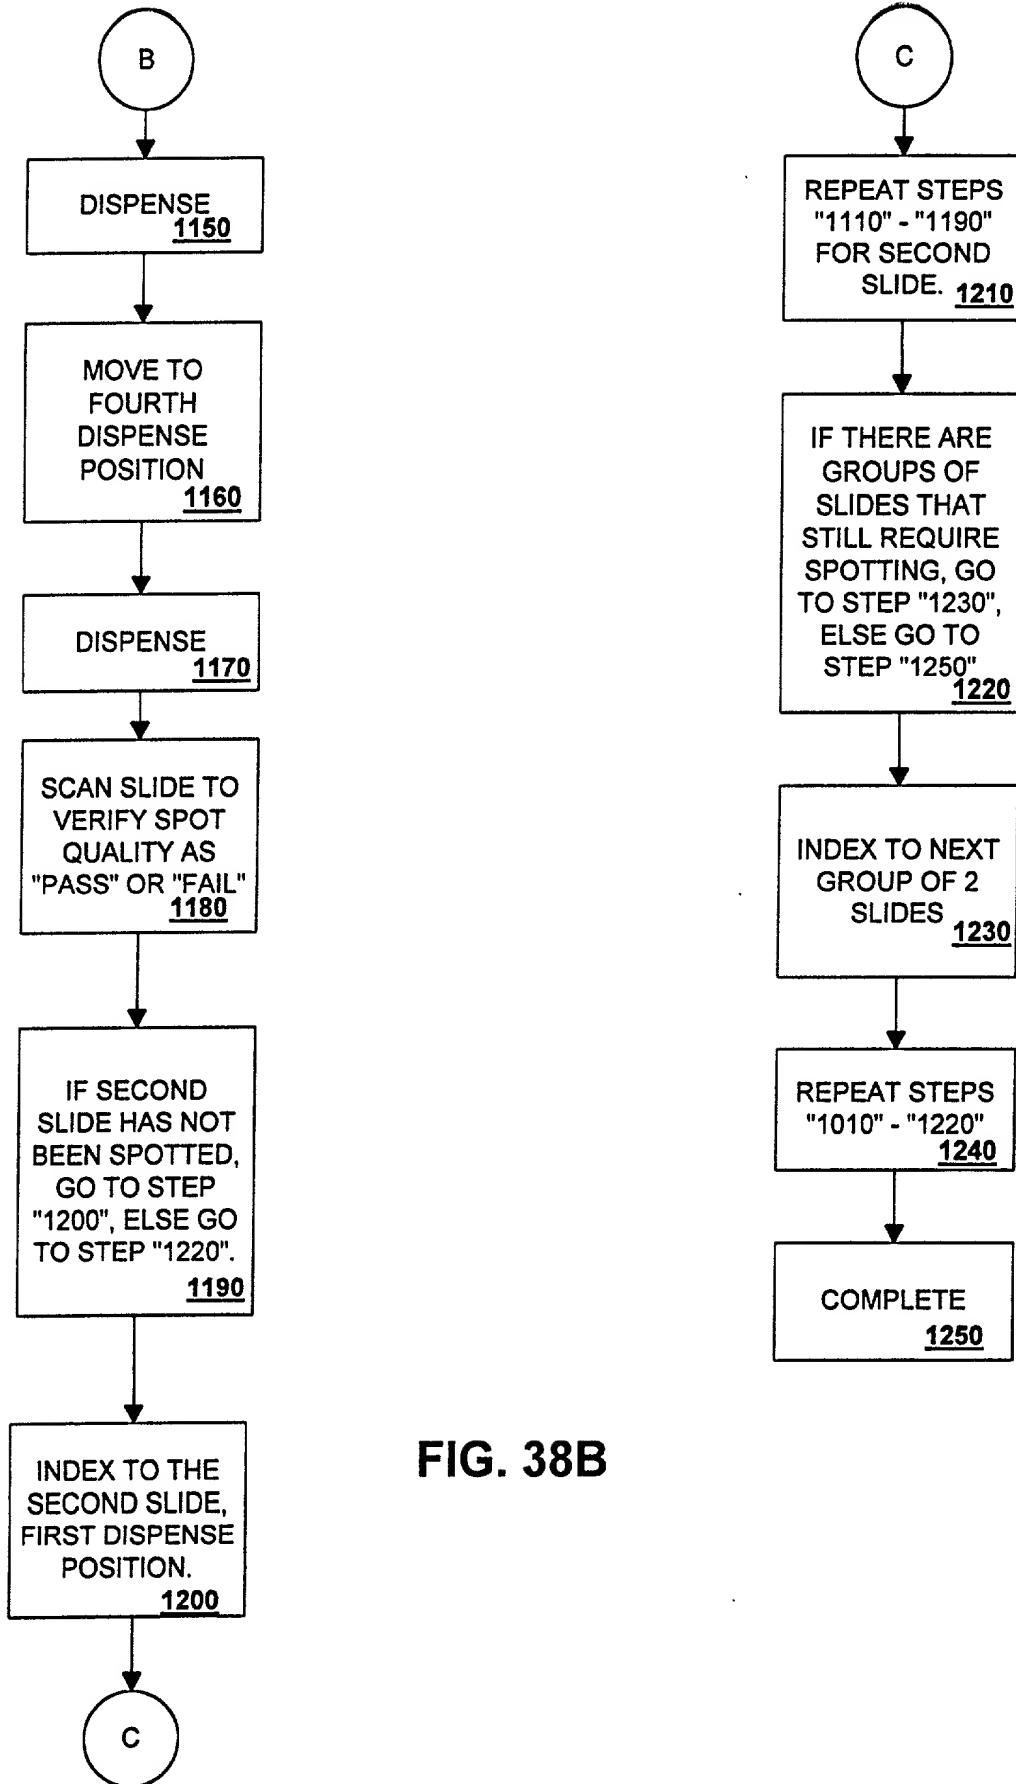 B
DISPENSE
1150
MOVE TO
FOURTH
DISPENSE
POSITION
1160
DISPENSE
1170
SCAN SLIDE TO
VERIFY SPOT
QUALITY AS
"PASS" OR "FAIL"
1180
IF SECOND
SLIDE HAS NOT
BEEN SPOTTED,
GO TO STEP
"1200", ELSE GO
TO STEP "1220".
1190
INDEX TO THE
SECOND SLIDE,
FIRST DISPENSE
POSITION.
1200
C
C
REPEAT STEPS
"1110" - "1190"
FOR SECOND
SLIDE.
1210
IF THERE ARE
GROUPS OF
SLIDES THAT
STILL REQUIRE
SPOTTING, GO
TO STEP "1230",
ELSE GO TO
STEP "1250"
1220
INDEX TO NEXT
GROUP OF 2
SLIDES
1230
REPEAT STEPS
"1010" - "1220"
1240
COMPLETE
1250
FIG. 38B